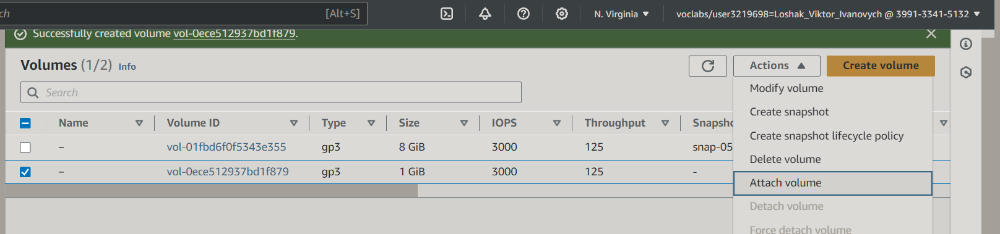 ch [Alt+S] N. Virginia voclabs/user3219698=Loshak_Viktor_Ivanovych @ 3991-3341-5132
Successfully created volume vol-0ece512937bd1f879.
Volumes (1/2) Info Actions Create volume
Search
Modify volume
Create snapshot
Create snapshot lifecycle policy
Delete volume
Attach volume
Detach volume
Force detach volume
Name Volume ID Type Size IOPS Throughput Snapsho
– vol-01fbd6f0f5343e355 gp3 8 GiB 3000 125 snap-05
– vol-0ece512937bd1f879 gp3 1 GiB 3000 125 -